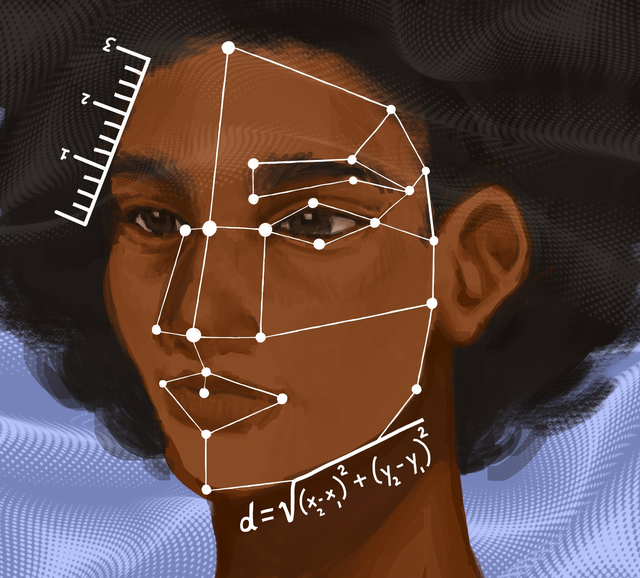 3
2
1
d = √(x₂-x₁)² + (y₂-y₁)²